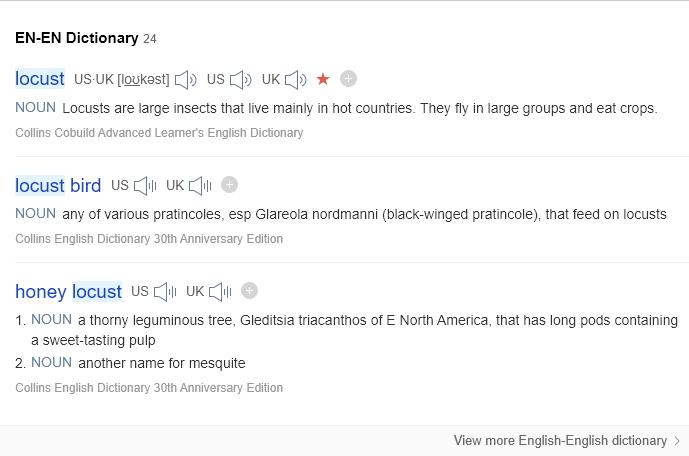 EN-EN Dictionary 24
locust US·UK [loʊkəst] US UK
NOUN Locusts are large insects that live mainly in hot countries. They fly in large groups and eat crops.
Collins Cobuild Advanced Learner's English Dictionary
locust bird US UK
NOUN any of various pratincoles, esp Glareola nordmanni (black-winged pratincole), that feed on locusts
Collins English Dictionary 30th Anniversary Edition
honey locust US UK
1. NOUN a thorny leguminous tree, Gleditsia triacanthos of E North America, that has long pods containing
a sweet-tasting pulp
2. NOUN another name for mesquite
Collins English Dictionary 30th Anniversary Edition
View more English-English dictionary